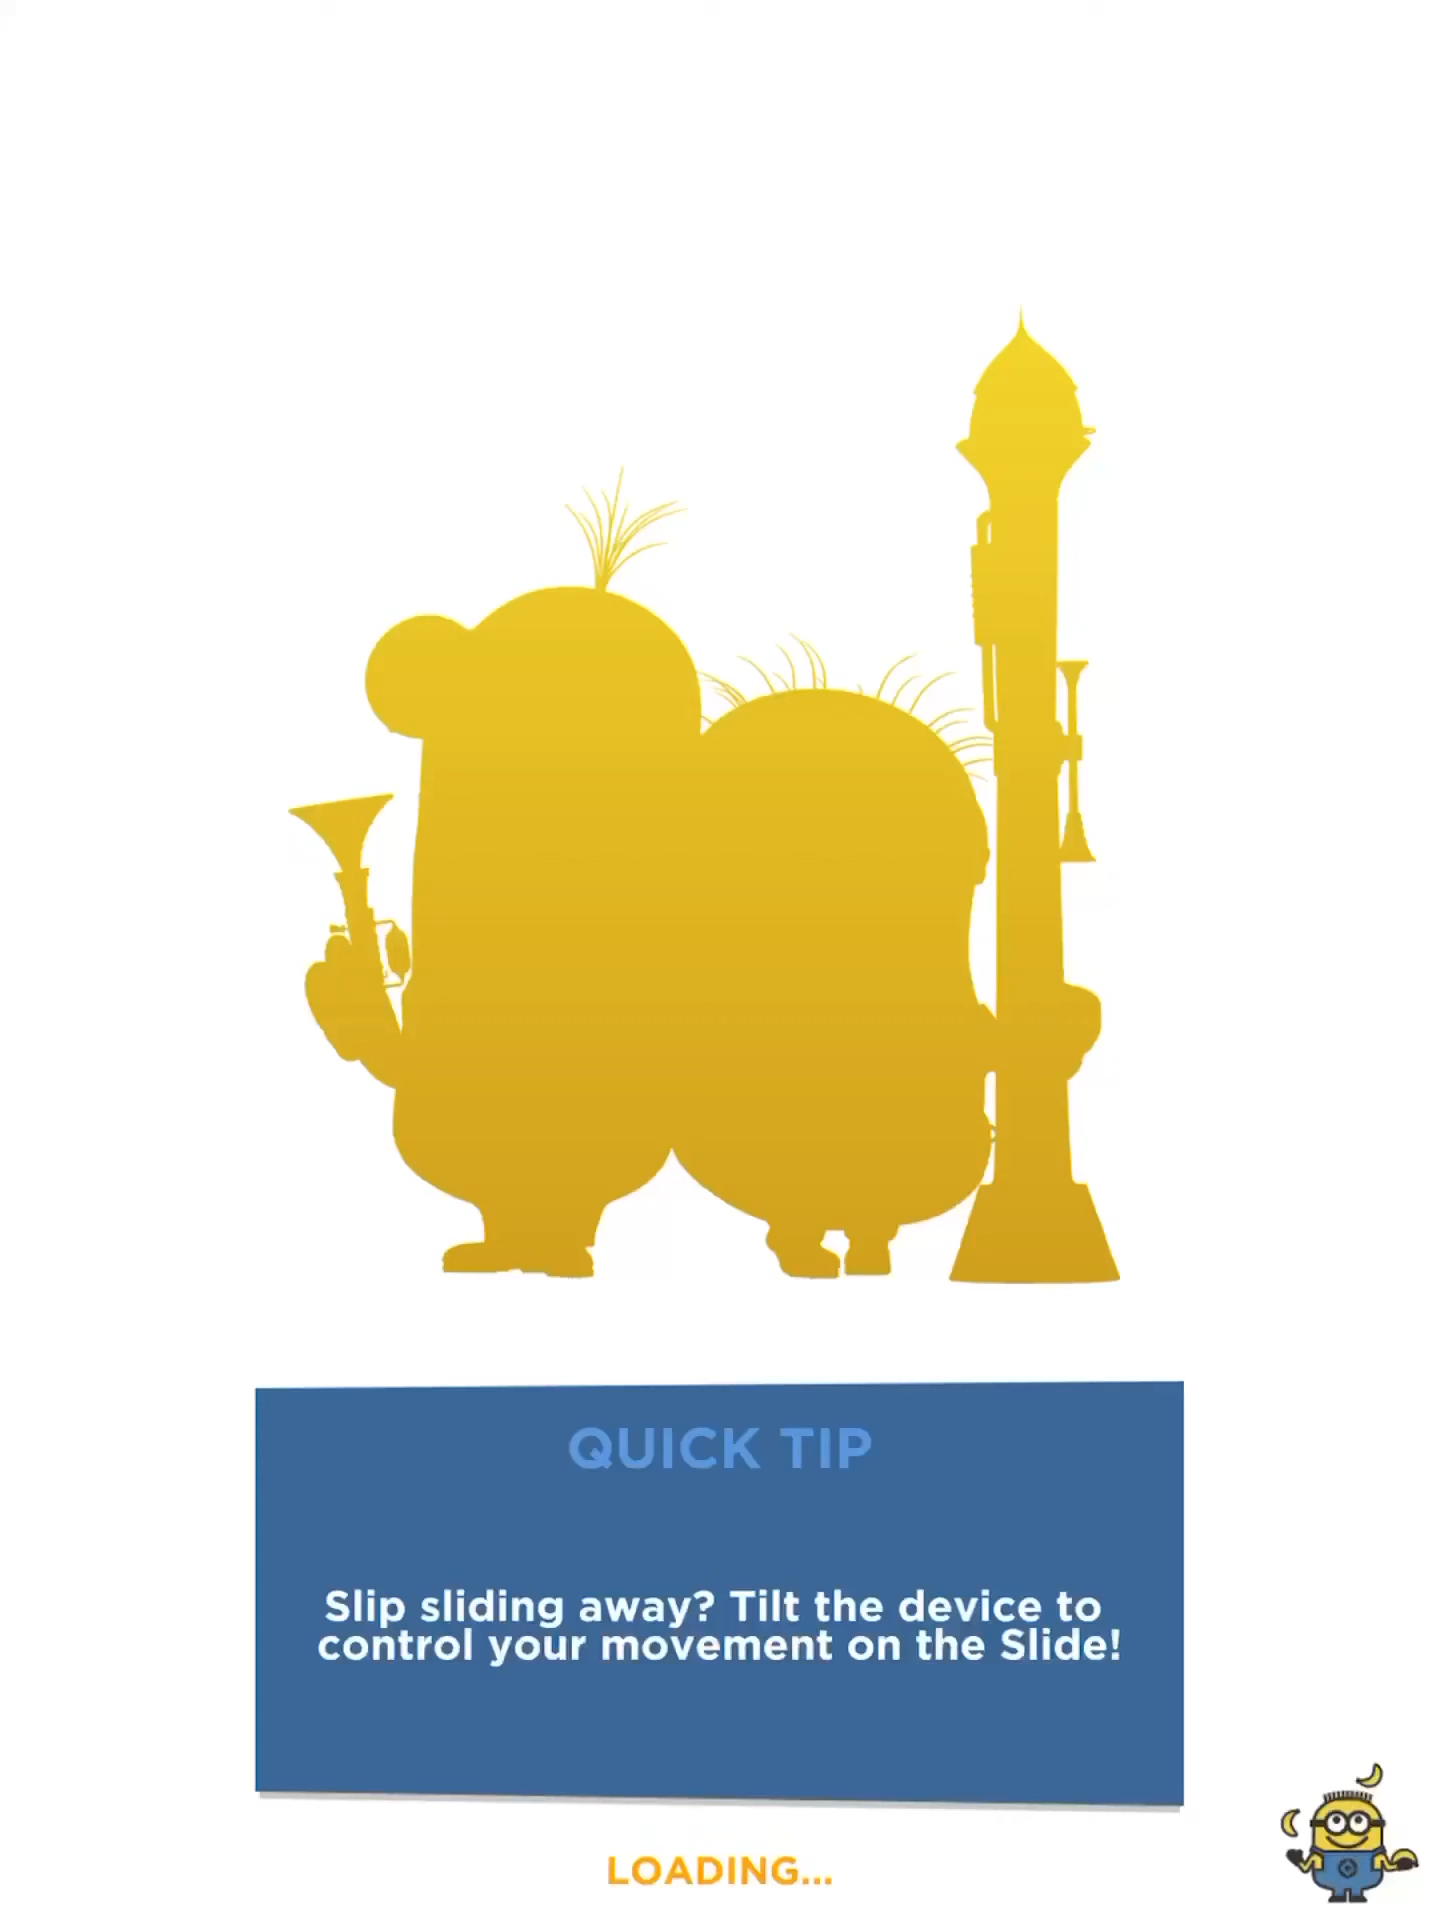 QUICK TIP
Slip sliding away? Tilt the device to
control your movement on the Slide!
LOADING...